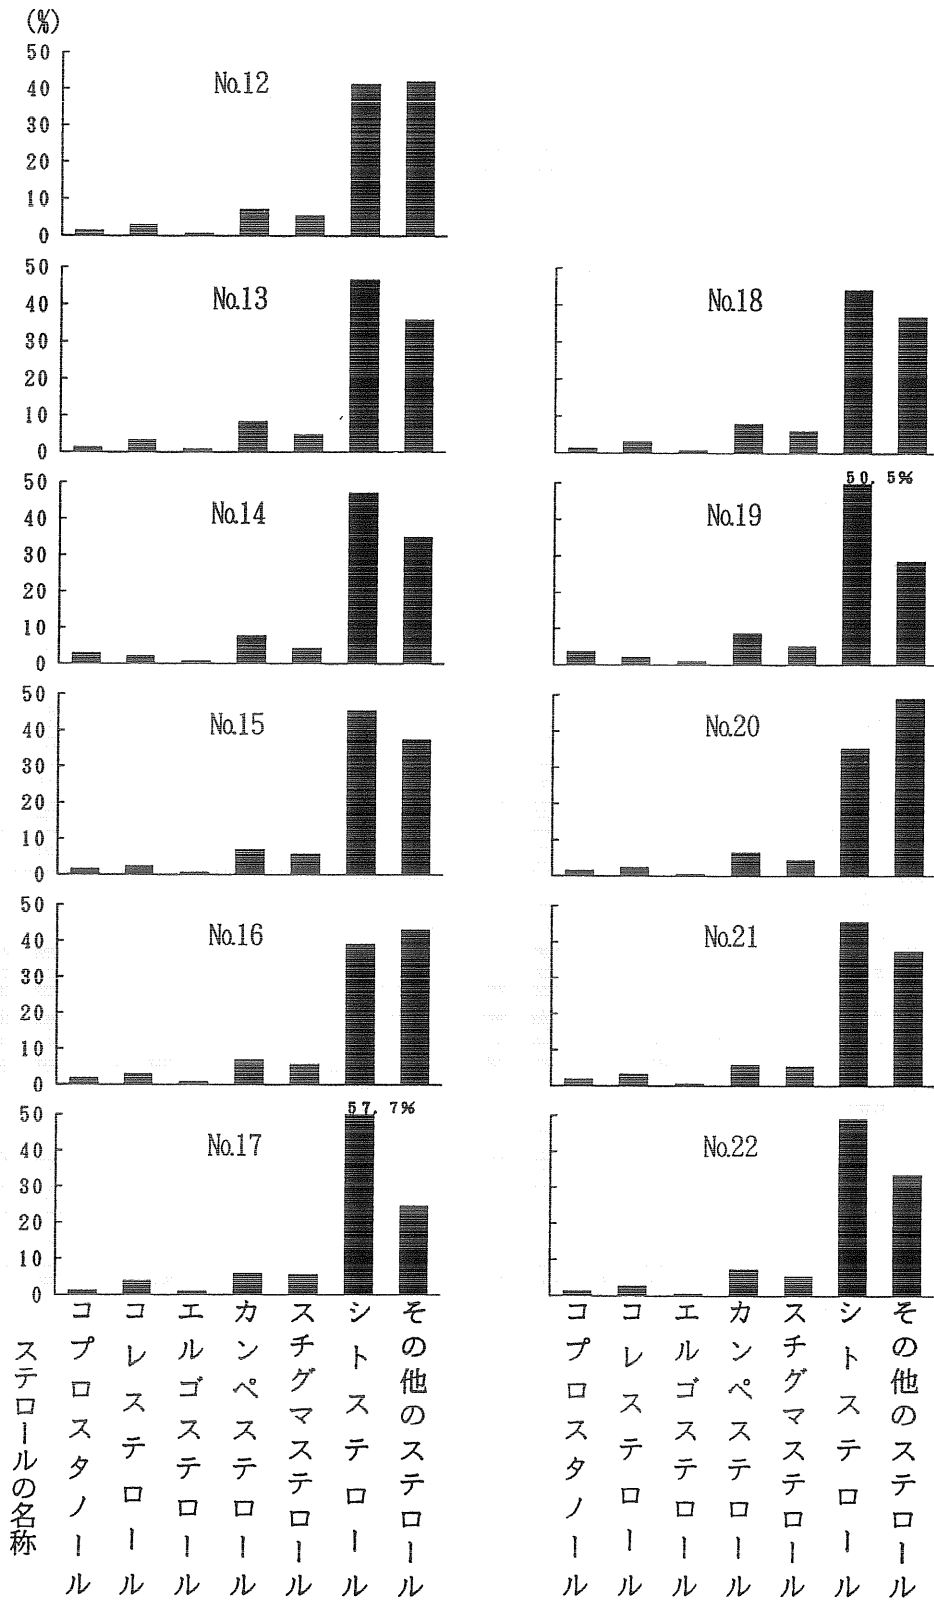 (%)
50
40
30
20
10
0
No.12
50
40
30
20
10
0
No.13
50
40
30
20
10
0
No.14
50
40
30
20
10
0
No.15
50
40
30
20
10
0
No.16
50
40
30
20
10
0
No.17
57.7%
No.18
No.19
50.5%
No.20
No.21
No.22
ステロールの名称
コプロスタノール
コレステロール
エルゴステロール
カンペステロール
スチグマステロール
シトステロール
その他のステロール
コプロスタノール
コレステロール
エルゴステロール
カンペステロール
スチグマステロール
シトステロール
その他のステロール